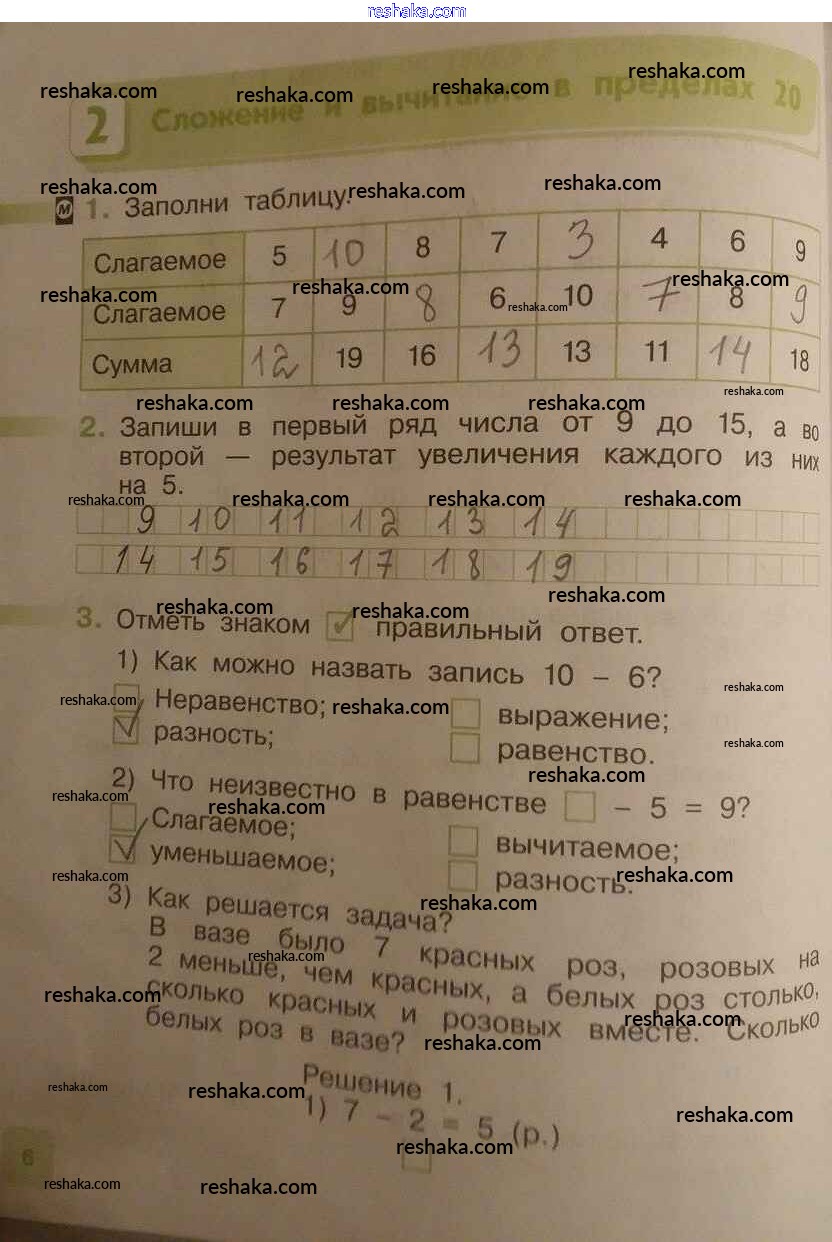 reshaka.com
2 Сложение и вычитание в пределах 20
м 1. Заполни таблицу.
Слагаемое 5 10 8 7 3 4 6 9
Слагаемое 7 9 8 6 10 7 8 9
Сумма 12 19 16 13 13 11 14 18
2. Запиши в первый ряд числа от 9 до 15, а во
второй — результат увеличения каждого из них
на 5.
9 10 11 12 13 14
14 15 16 17 18 19
3. Отметь знаком ✓ правильный ответ.
1) Как можно назвать запись 10 – 6?
Неравенство; выражение;
✓ разность; равенство.
2) Что неизвестно в равенстве □ – 5 = 9?
Слагаемое; вычитаемое;
✓ уменьшаемое; разность.
3) Как решается задача?
В вазе было 7 красных роз, розовых на
2 меньше, чем красных, а белых роз столько,
сколько красных и розовых вместе. Сколько
белых роз в вазе?
Решение 1.
1) 7 – 2 = 5 (р.)
6